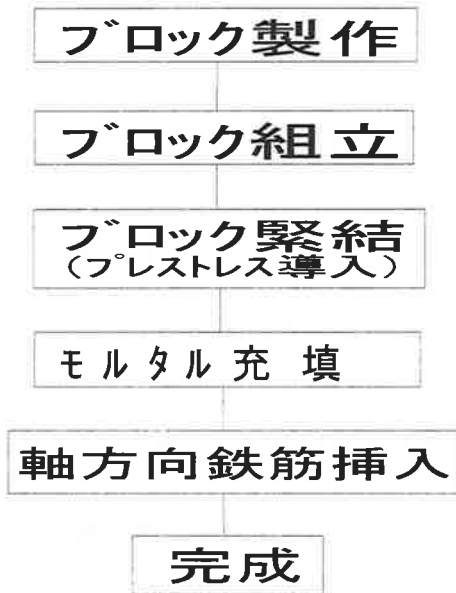 ブロック製作
ブロック組立
ブロック緊結
(プレストレス導入)
モルタル充填
軸方向鉄筋挿入
完成